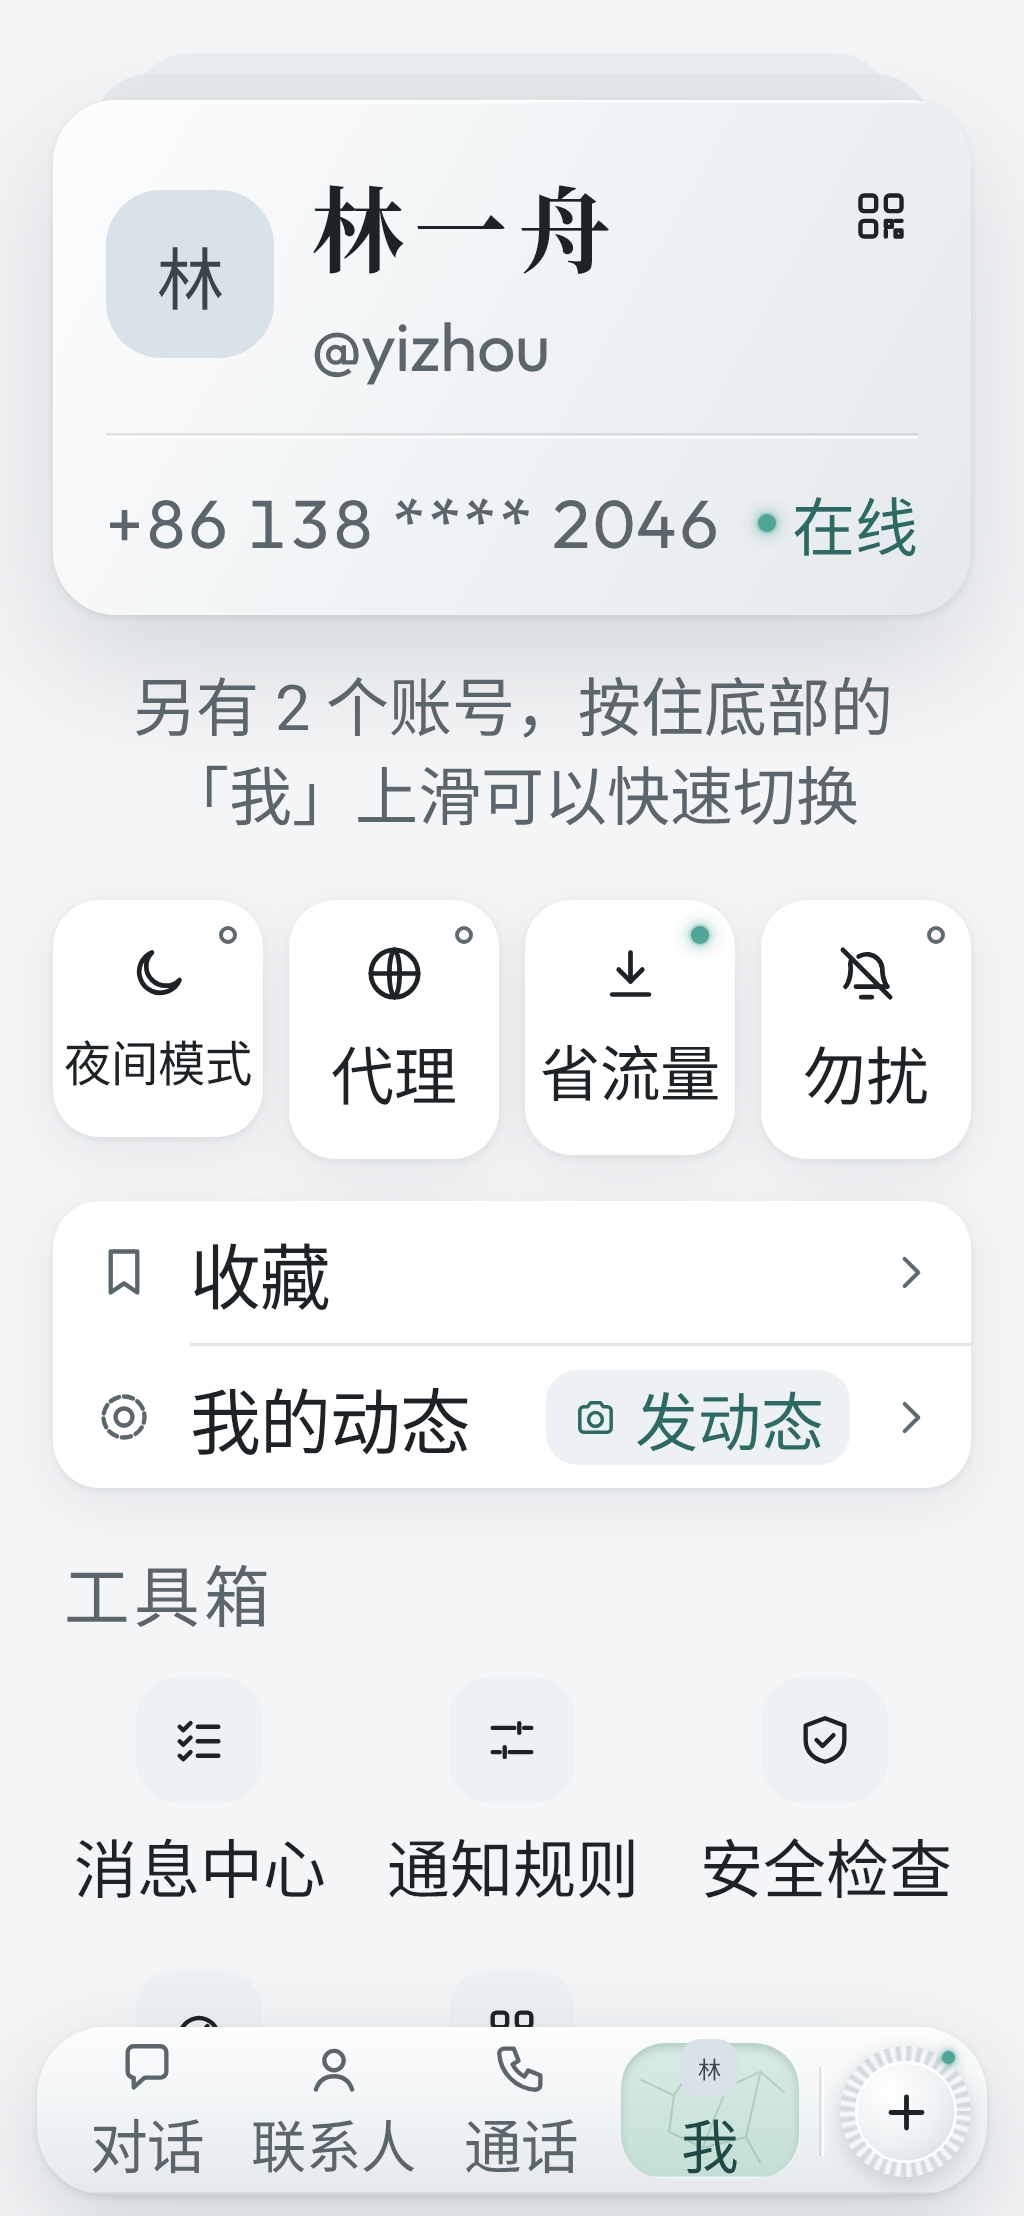 林
林一舟
@yizhou
+86 138 **** 2046
在线
另有 2 个账号，按住底部的
「我」上滑可以快速切换
夜间模式
代理
省流量
勿扰
收藏
我的动态
发动态
工具箱
消息中心
通知规则
安全检查
对话
联系人
通话
林
我